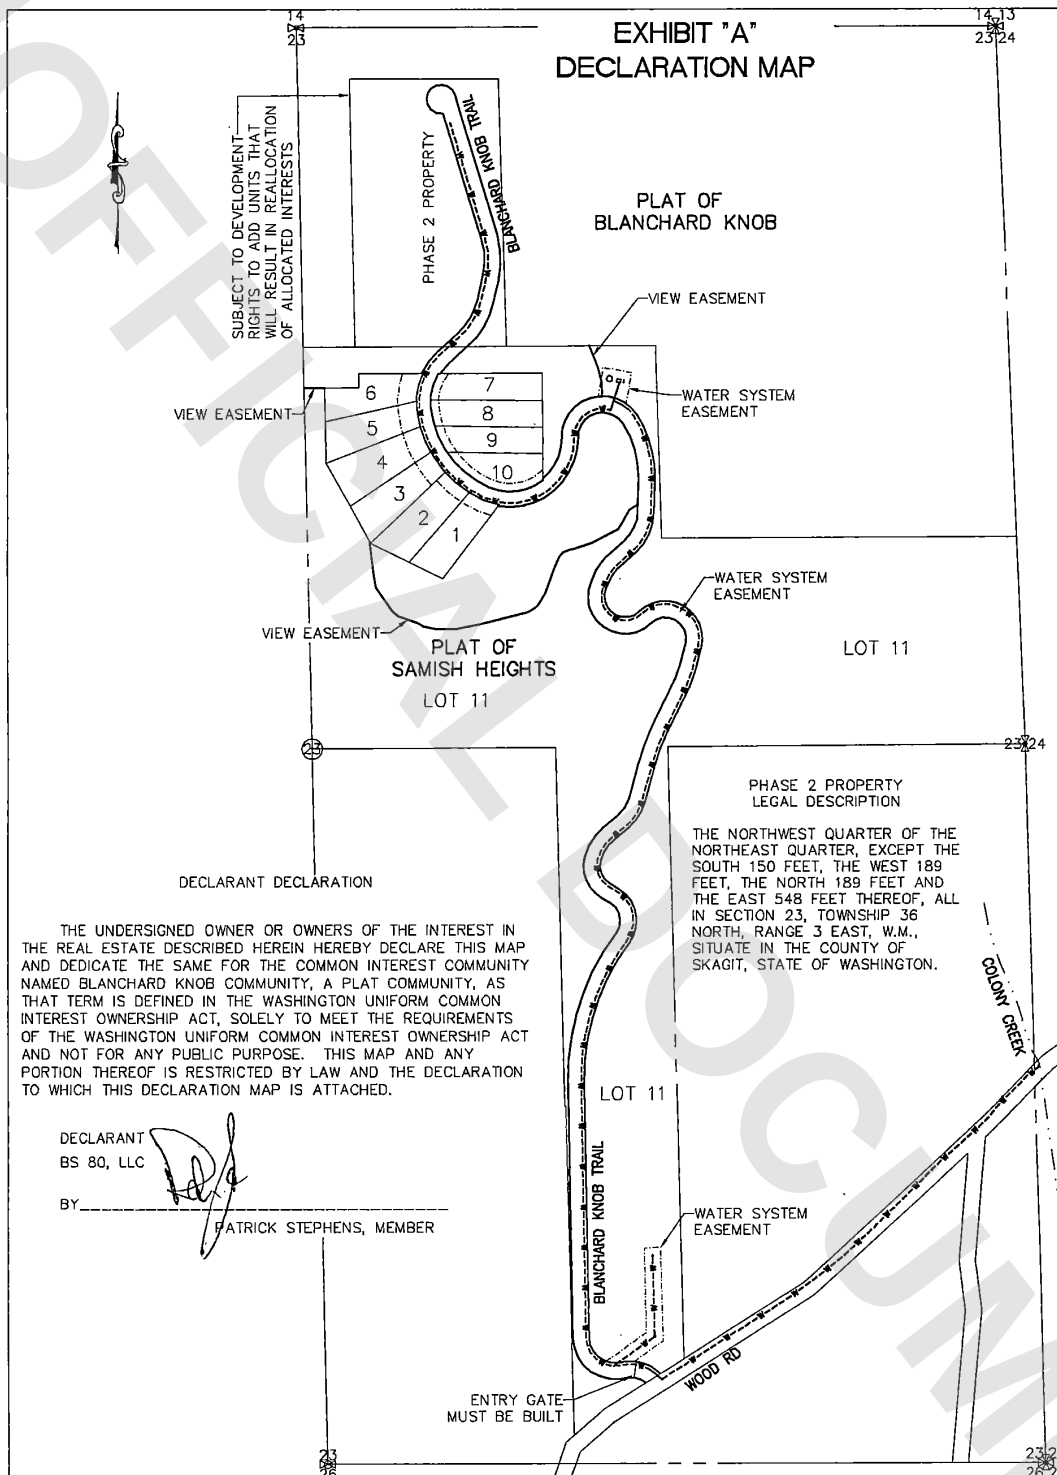 14
23
EXHIBIT "A"
DECLARATION MAP
14 13
23 24
SUBJECT TO DEVELOPMENT
RIGHTS TO ADD UNITS THAT
WILL RESULT IN REALLOCATION
OF ALLOCATED INTERESTS
PHASE 2 PROPERTY
BLANCHARD KNOB TRAIL
PLAT OF
BLANCHARD KNOB
VIEW EASEMENT
WATER SYSTEM
EASEMENT
VIEW EASEMENT
6
7
5
8
4
9
3
10
2
1
WATER SYSTEM
EASEMENT
VIEW EASEMENT
PLAT OF
SAMISH HEIGHTS
LOT 11
LOT 11
23
23 24
PHASE 2 PROPERTY
LEGAL DESCRIPTION
THE NORTHWEST QUARTER OF THE
NORTHEAST QUARTER, EXCEPT THE
SOUTH 150 FEET, THE WEST 189
FEET, THE NORTH 189 FEET AND
THE EAST 548 FEET THEREOF, ALL
IN SECTION 23, TOWNSHIP 36
NORTH, RANGE 3 EAST, W.M.,
SITUATE IN THE COUNTY OF
SKAGIT, STATE OF WASHINGTON.
DECLARANT DECLARATION
THE UNDERSIGNED OWNER OR OWNERS OF THE INTEREST IN
THE REAL ESTATE DESCRIBED HEREIN HEREBY DECLARE THIS MAP
AND DEDICATE THE SAME FOR THE COMMON INTEREST COMMUNITY
NAMED BLANCHARD KNOB COMMUNITY, A PLAT COMMUNITY, AS
THAT TERM IS DEFINED IN THE WASHINGTON UNIFORM COMMON
INTEREST OWNERSHIP ACT, SOLELY TO MEET THE REQUIREMENTS
OF THE WASHINGTON UNIFORM COMMON INTEREST OWNERSHIP ACT
AND NOT FOR ANY PUBLIC PURPOSE. THIS MAP AND ANY
PORTION THEREOF IS RESTRICTED BY LAW AND THE DECLARATION
TO WHICH THIS DECLARATION MAP IS ATTACHED.
COLONY CREEK
LOT 11
DECLARANT
BS 80, LLC
BY
PATRICK STEPHENS, MEMBER
BLANCHARD KNOB TRAIL
WATER SYSTEM
EASEMENT
WOOD RD
ENTRY GATE
MUST BE BUILT
23
26